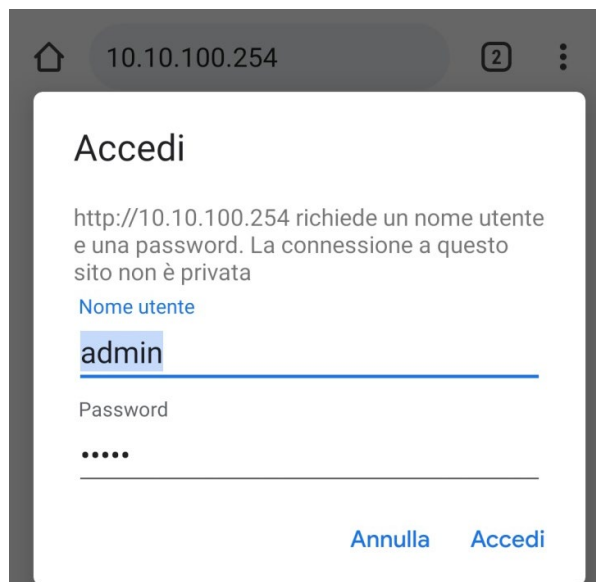 10.10.100.254
2
Accedi
http://10.10.100.254 richiede un nome utente
e una password. La connessione a questo
sito non è privata
Nome utente
admin
Password
•••••
Annulla Accedi